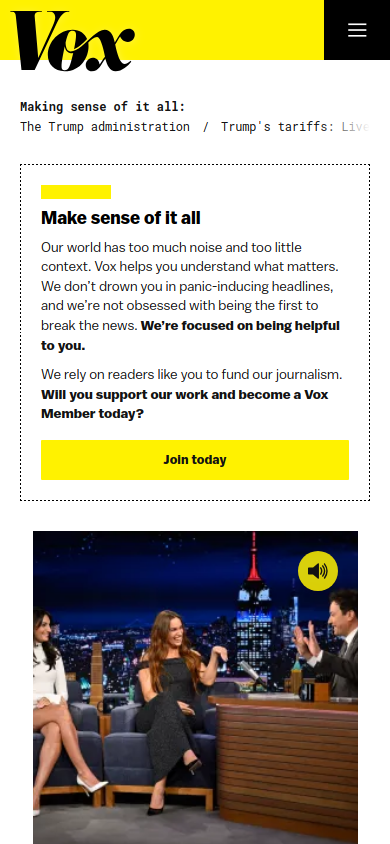 Vox
Making sense of it all:
The Trump administration / Trump's tariffs: Live
Make sense of it all
Our world has too much noise and too little
context. Vox helps you understand what matters.
We don't drown you in panic-inducing headlines,
and we're not obsessed with being the first to
break the news. We're focused on being helpful
to you.
We rely on readers like you to fund our journalism.
Will you support our work and become a Vox
Member today?
Join today